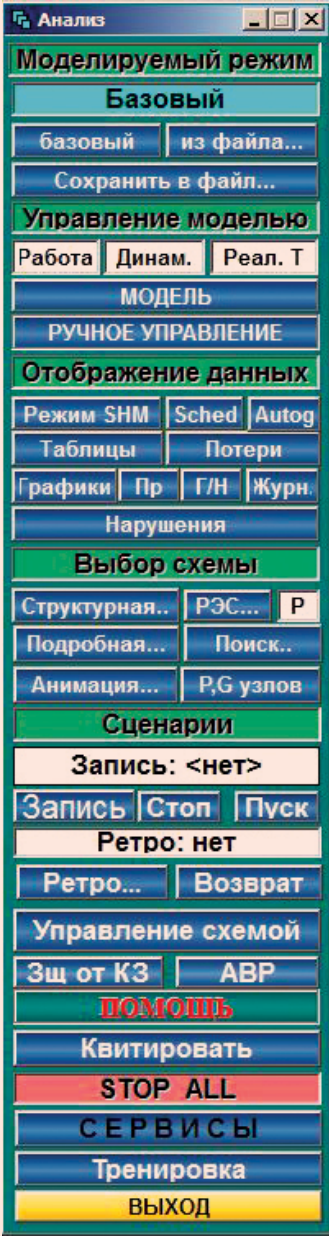 Анализ
Моделируемый режим
Базовый
базовый из файла...
Сохранить в файл...
Управление моделью
Работа Динам. Реал. Т
МОДЕЛЬ
РУЧНОЕ УПРАВЛЕНИЕ
Отображение данных
Режим SHM Sched Autog
Таблицы Потери
Графики Пр Г/Н Журн.
Нарушения
Выбор схемы
Структурная.. РЭС... Р
Подробная... Поиск..
Анимация... P,G узлов
Сценарии
Запись: <нет>
Запись Стоп Пуск
Ретро: нет
Ретро... Возврат
Управление схемой
Зщ от КЗ АВР
ПОМОЩЬ
Квитировать
STOP ALL
СЕРВИСЫ
Тренировка
ВЫХОД